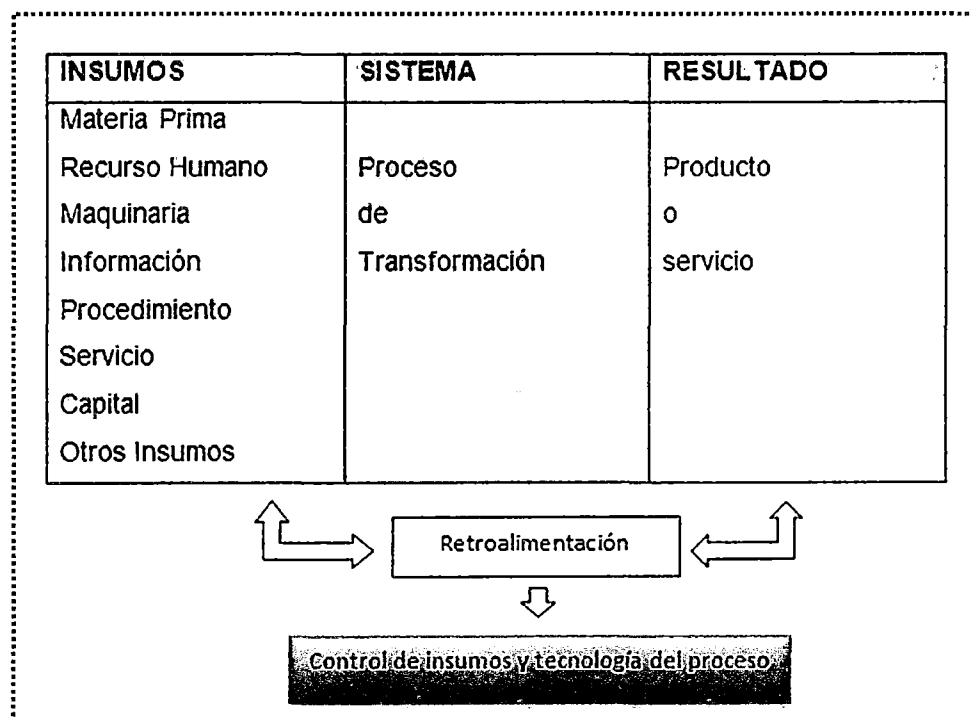 INSUMOS SISTEMA RESULTADO
Materia Prima
Recurso Humano Proceso Producto
Maquinaria de o
Información Transformación servicio
Procedimiento
Servicio
Capital
Otros Insumos
Retroalimentación
Control de insumos y tecnología del proceso